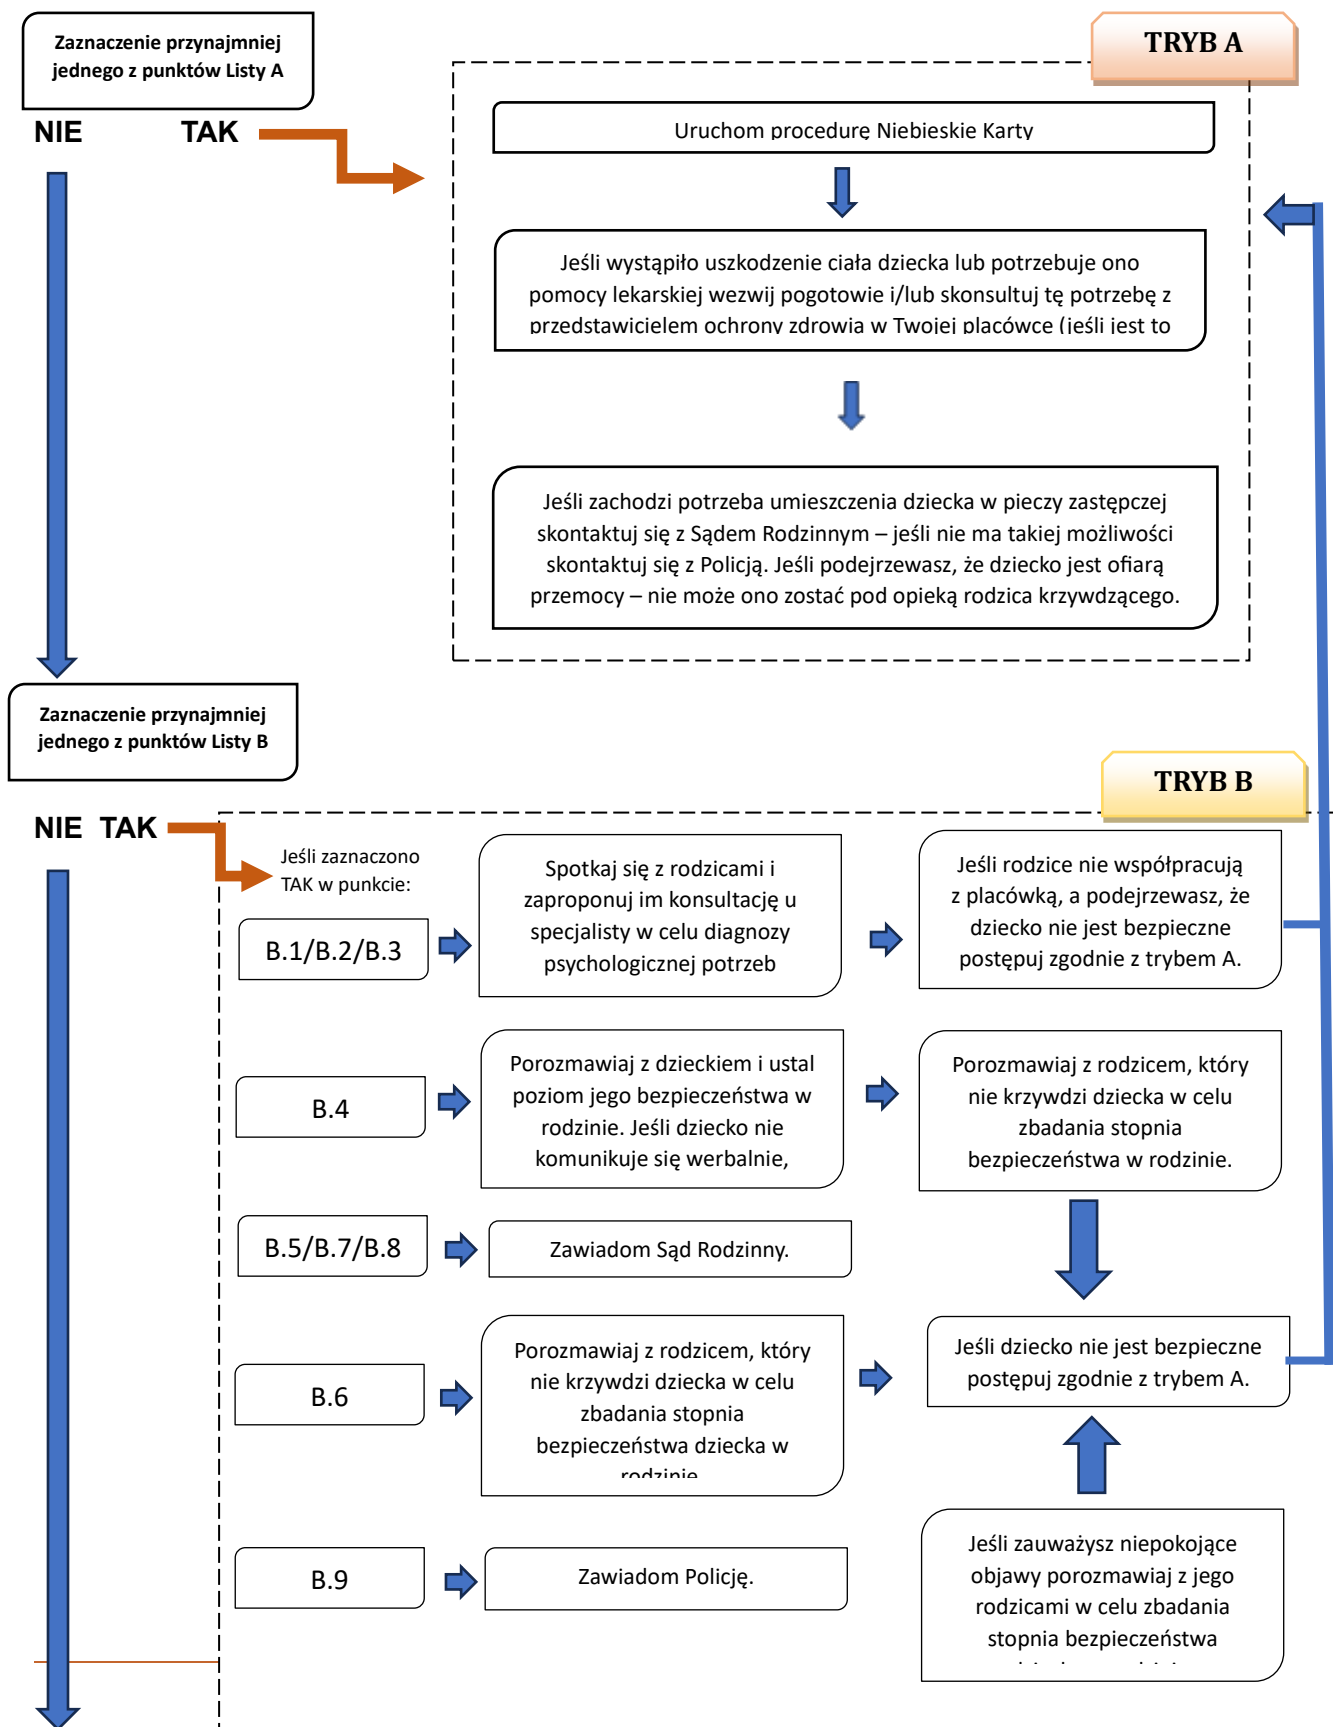 Zaznaczenie przynajmniej
jednego z punktów Listy A
NIE TAK
TRYB A
Uruchom procedurę Niebieskie Karty
Jeśli wystąpiło uszkodzenie ciała dziecka lub potrzebuje ono
pomocy lekarskiej wezwij pogotowie i/lub skonsultuj tę potrzebę z
przedstawicielem ochrony zdrowia w Twojej placówce (jeśli jest to
Jeśli zachodzi potrzeba umieszczenia dziecka w pieczy zastępczej
skontaktuj się z Sądem Rodzinnym – jeśli nie ma takiej możliwości
skontaktuj się z Policją. Jeśli podejrzewasz, że dziecko jest ofiarą
przemocy – nie może ono zostać pod opieką rodzica krzywdzącego.
Zaznaczenie przynajmniej
jednego z punktów Listy B
NIE TAK
TRYB B
Jeśli zaznaczono
TAK w punkcie:
B.1/B.2/B.3
Spotkaj się z rodzicami i
zaproponuj im konsultację u
specjalisty w celu diagnozy
psychologicznej potrzeb
Jeśli rodzice nie współpracują
z placówką, a podejrzewasz, że
dziecko nie jest bezpieczne
postępuj zgodnie z trybem A.
B.4
Porozmawiaj z dzieckiem i ustal
poziom jego bezpieczeństwa w
rodzinie. Jeśli dziecko nie
komunikuje się werbalnie,
Porozmawiaj z rodzicem, który
nie krzywdzi dziecka w celu
zbadania stopnia
bezpieczeństwa w rodzinie.
B.5/B.7/B.8
Zawiadom Sąd Rodzinny.
B.6
Porozmawiaj z rodzicem, który
nie krzywdzi dziecka w celu
zbadania stopnia
bezpieczeństwa dziecka w
rodzinie
Jeśli dziecko nie jest bezpieczne
postępuj zgodnie z trybem A.
B.9
Zawiadom Policję.
Jeśli zauważysz niepokojące
objawy porozmawiaj z jego
rodzicami w celu zbadania
stopnia bezpieczeństwa